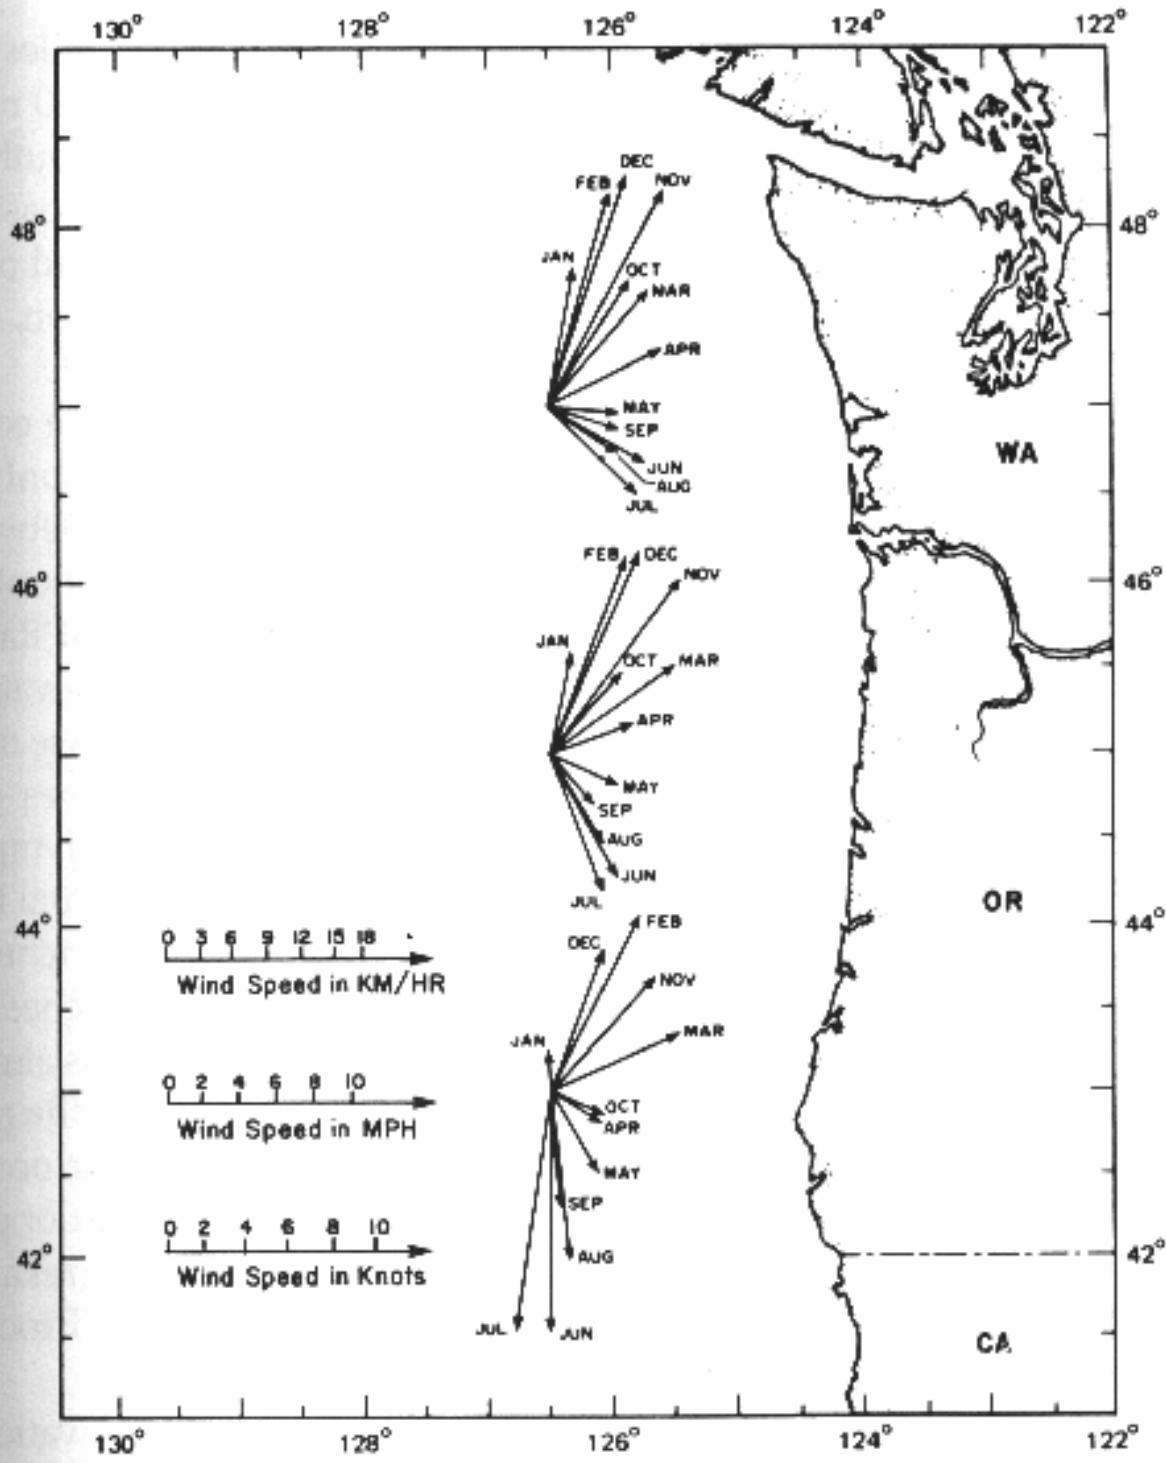 130° 128° 126° 124° 122°
DEC
FEB NOV
48° 48°
JAN OCT
MAR
APR
MAY
SEP
WA
JUN
AUG
JUL
FEB DEC
NOV
46° 46°
JAN OCT MAR
APR
MAY
SEP
AUG
JUN
JUL OR
44° FEB 44°
0 3 6 9 12 15 18 DEC
Wind Speed in KM/HR NOV
JAN MAR
0 2 4 6 8 10
OCT
Wind Speed in MPH APR
MAY
SEP
0 2 4 6 8 10
42° AUG 42°
Wind Speed in Knots
JUL JUN CA
130° 128° 126° 124° 122°